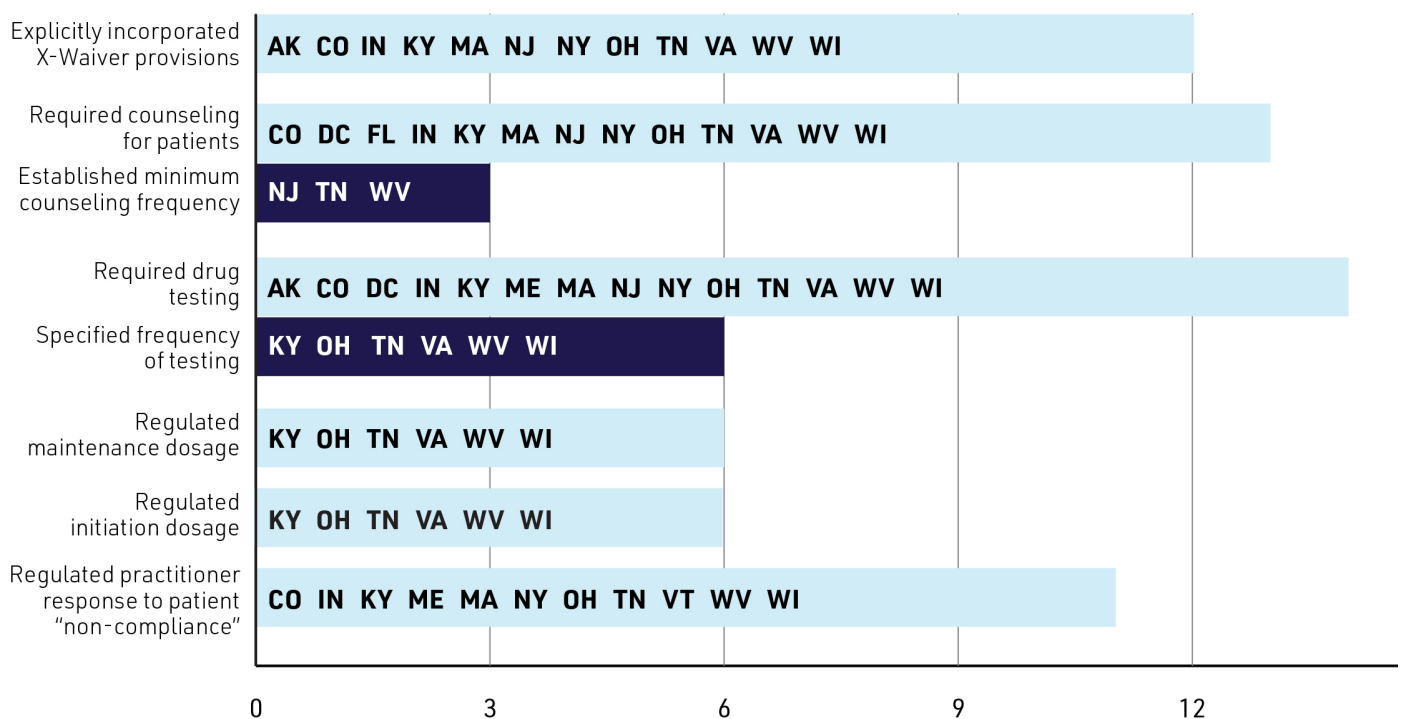 Explicitly incorporated
X-Waiver provisions
AK CO IN KY MA NJ NY OH TN VA WV WI
Required counseling
for patients
CO DC FL IN KY MA NJ NY OH TN VA WV WI
Established minimum
counseling frequency
NJ TN WV
Required drug
testing
AK CO DC IN KY ME MA NJ NY OH TN VA WV WI
Specified frequency
of testing
KY OH TN VA WV WI
Regulated
maintenance dosage
KY OH TN VA WV WI
Regulated
initiation dosage
KY OH TN VA WV WI
Regulated practitioner
response to patient
“non-compliance”
CO IN KY ME MA NY OH TN VT WV WI
0 3 6 9 12